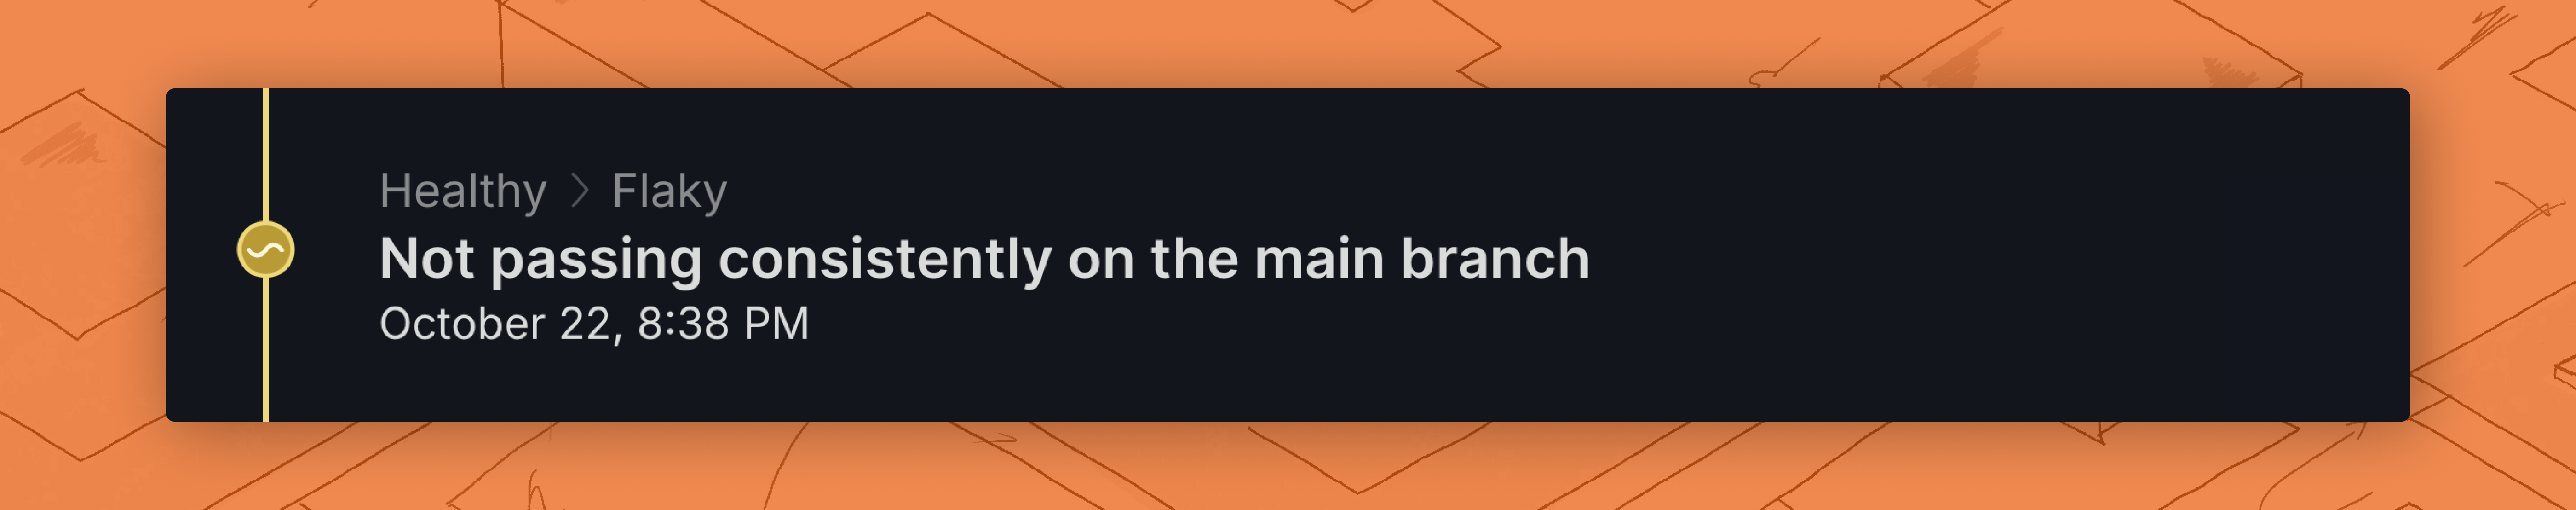 Healthy > Flaky
Not passing consistently on the main branch
October 22, 8:38 PM